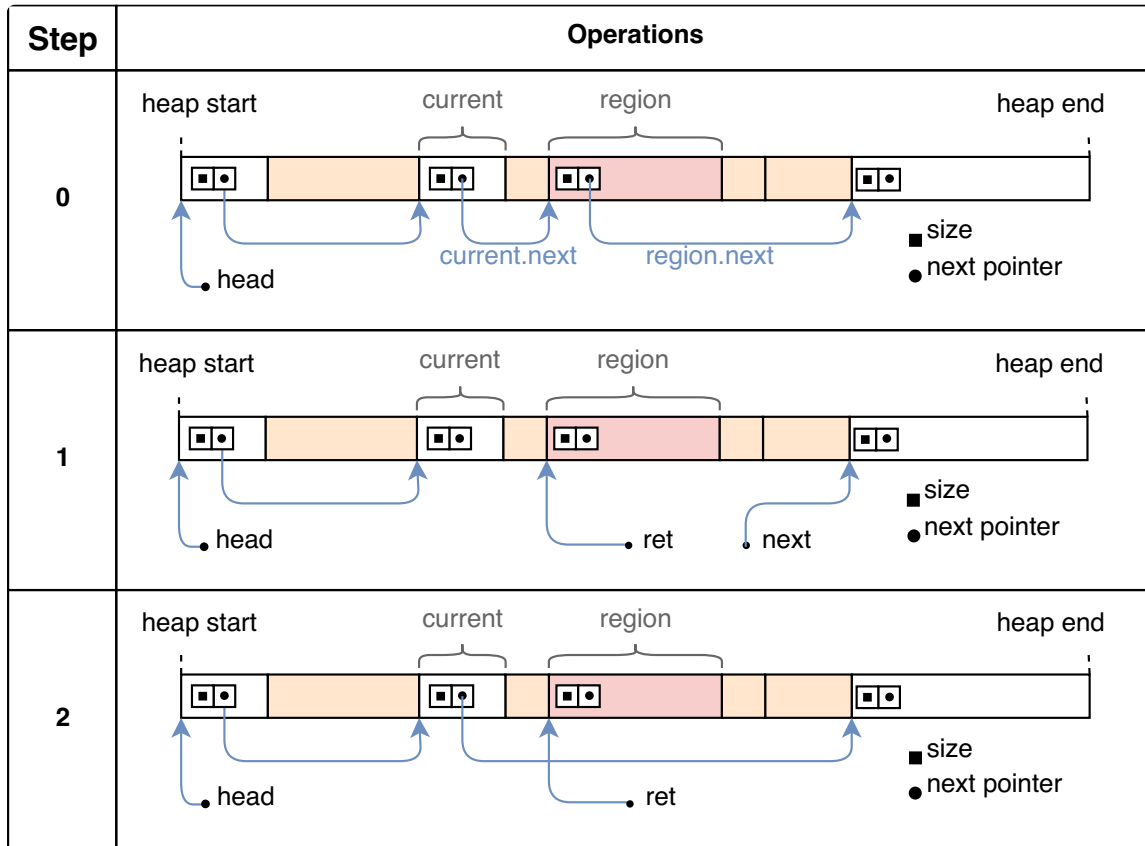 Step Operations
0
heap start current region heap end
current.next region.next
size
next pointer
head
1
heap start current region heap end
size
next pointer
head ret next
2
heap start current region heap end
size
next pointer
head ret